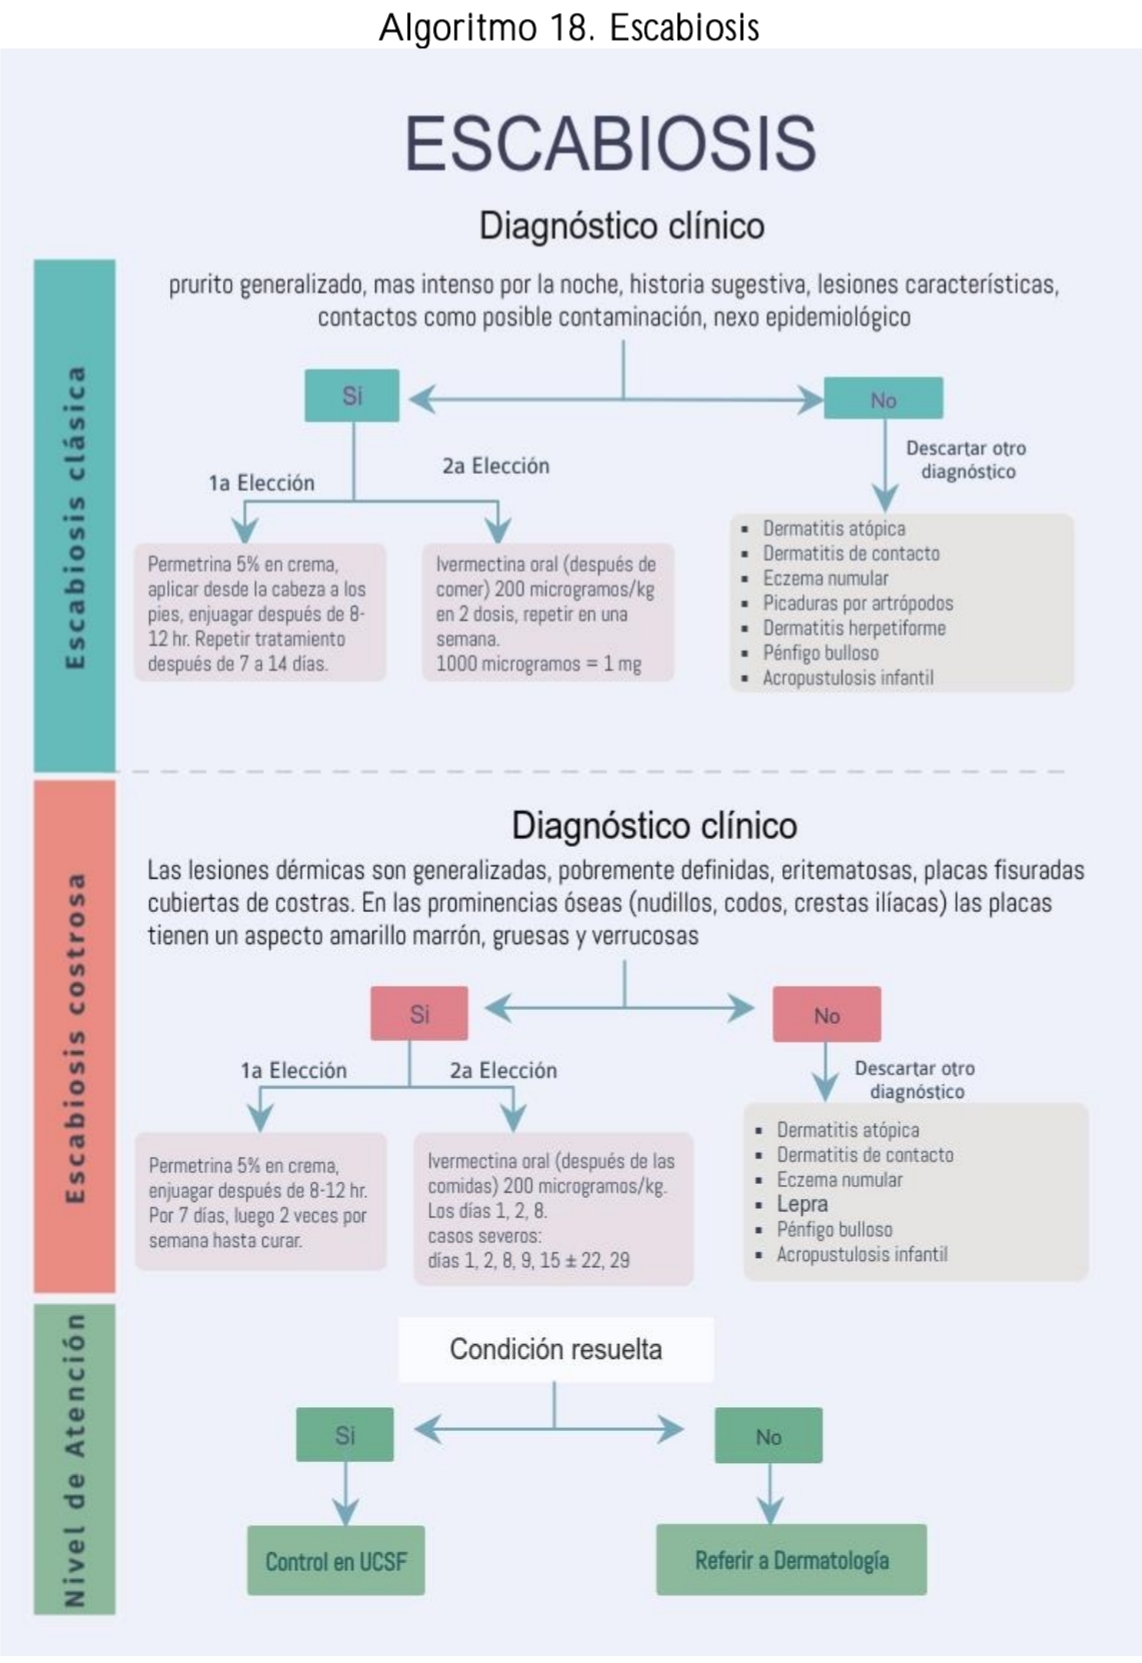 Algoritmo 18. Escabiosis
ESCABIOSIS
Diagnóstico clínico
Escabiosis clásica
prurito generalizado, mas intenso por la noche, historia sugestiva, lesiones características,
contactos como posible contaminación, nexo epidemiológico
Sí
No
1a Elección
2a Elección
Descartar otro
diagnóstico
Permetrina 5% en crema,
aplicar desde la cabeza a los
pies, enjuagar después de 8-
12 hr. Repetir tratamiento
después de 7 a 14 días.
Ivermectina oral (después de
comer) 200 microgramos/kg
en 2 dosis, repetir en una
semana.
1000 microgramos = 1 mg
▪ Dermatitis atópica
▪ Dermatitis de contacto
▪ Eczema numular
▪ Picaduras por artrópodos
▪ Dermatitis herpetiforme
▪ Pénfigo bulloso
▪ Acropustulosis infantil
Escabiosis costrosa
Diagnóstico clínico
Las lesiones dérmicas son generalizadas, pobremente definidas, eritematosas, placas fisuradas
cubiertas de costras. En las prominencias óseas (nudillos, codos, crestas ilíacas) las placas
tienen un aspecto amarillo marrón, gruesas y verrucosas
Si
No
1a Elección
2a Elección
Descartar otro
diagnóstico
Permetrina 5% en crema,
enjuagar después de 8-12 hr.
Por 7 días, luego 2 veces por
semana hasta curar.
Ivermectina oral (después de las
comidas) 200 microgramos/kg.
Los días 1, 2, 8.
casos severos:
días 1, 2, 8, 9, 15 ± 22, 29
▪ Dermatitis atópica
▪ Dermatitis de contacto
▪ Eczema numular
▪ Lepra
▪ Pénfigo bulloso
▪ Acropustulosis infantil
Nivel de Atención
Condición resuelta
Si
No
Control en UCSF
Referir a Dermatología